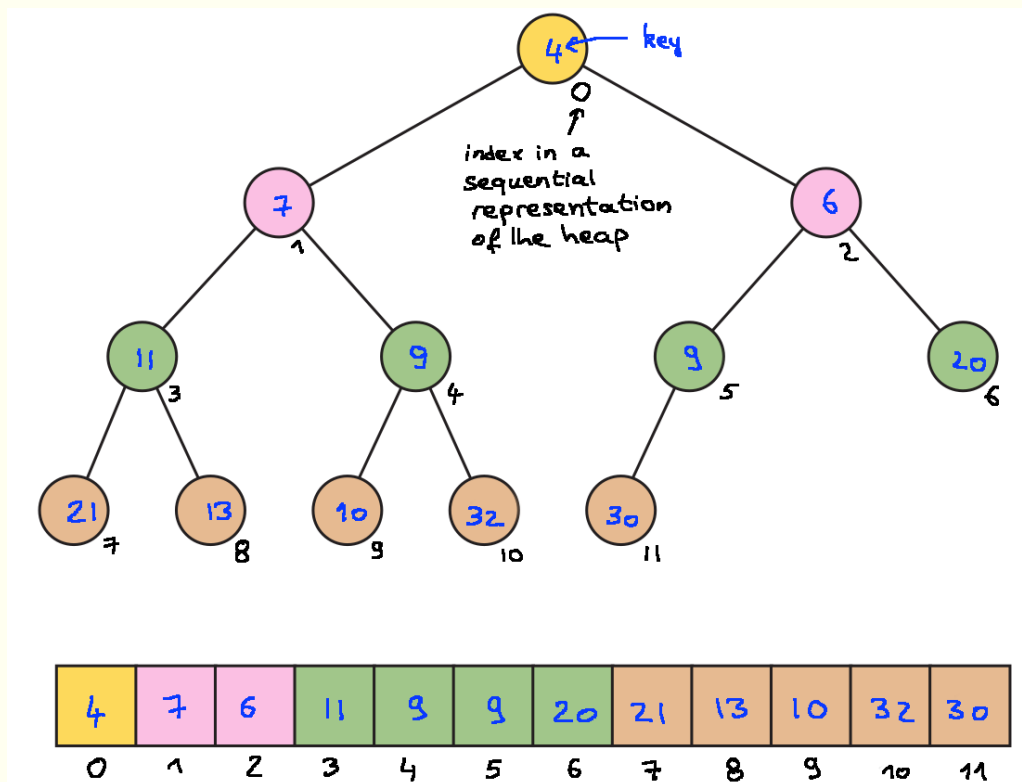 4 key
0
index in a
sequential
representation
of the heap
7 6
1 2
11 9 9 20
3 4 5 6
21 13 10 32 30
7 8 9 10 11
4 7 6 11 9 9 20 21 13 10 32 30
0 1 2 3 4 5 6 7 8 9 10 11